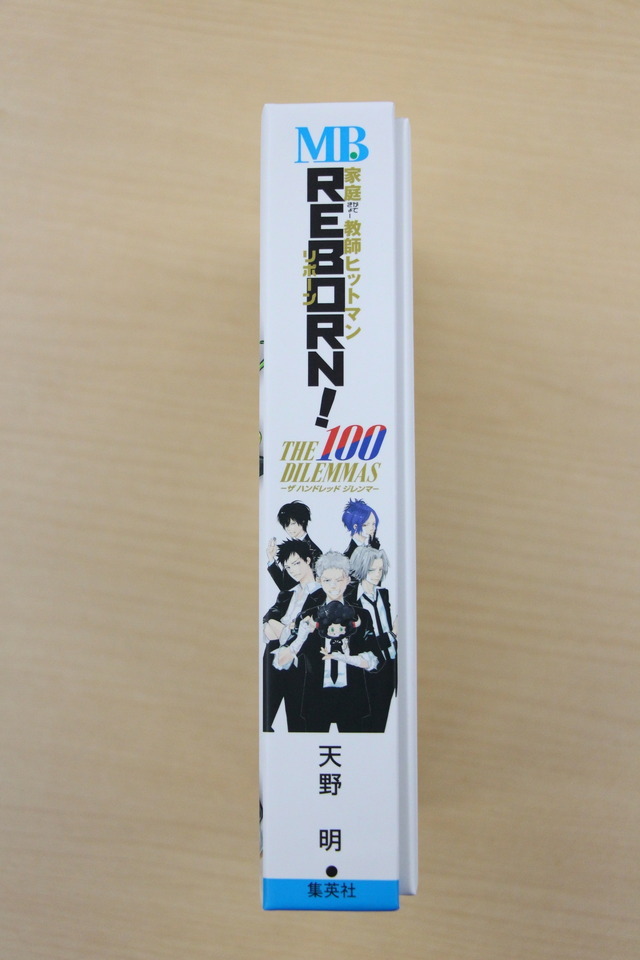 MB.
家庭教師ヒットマン
かてきょー
REBORN!
リボーン
THE 100
DILEMMAS
-ザ ハンドレッド ジレンマ-
天野 明
●
集英社